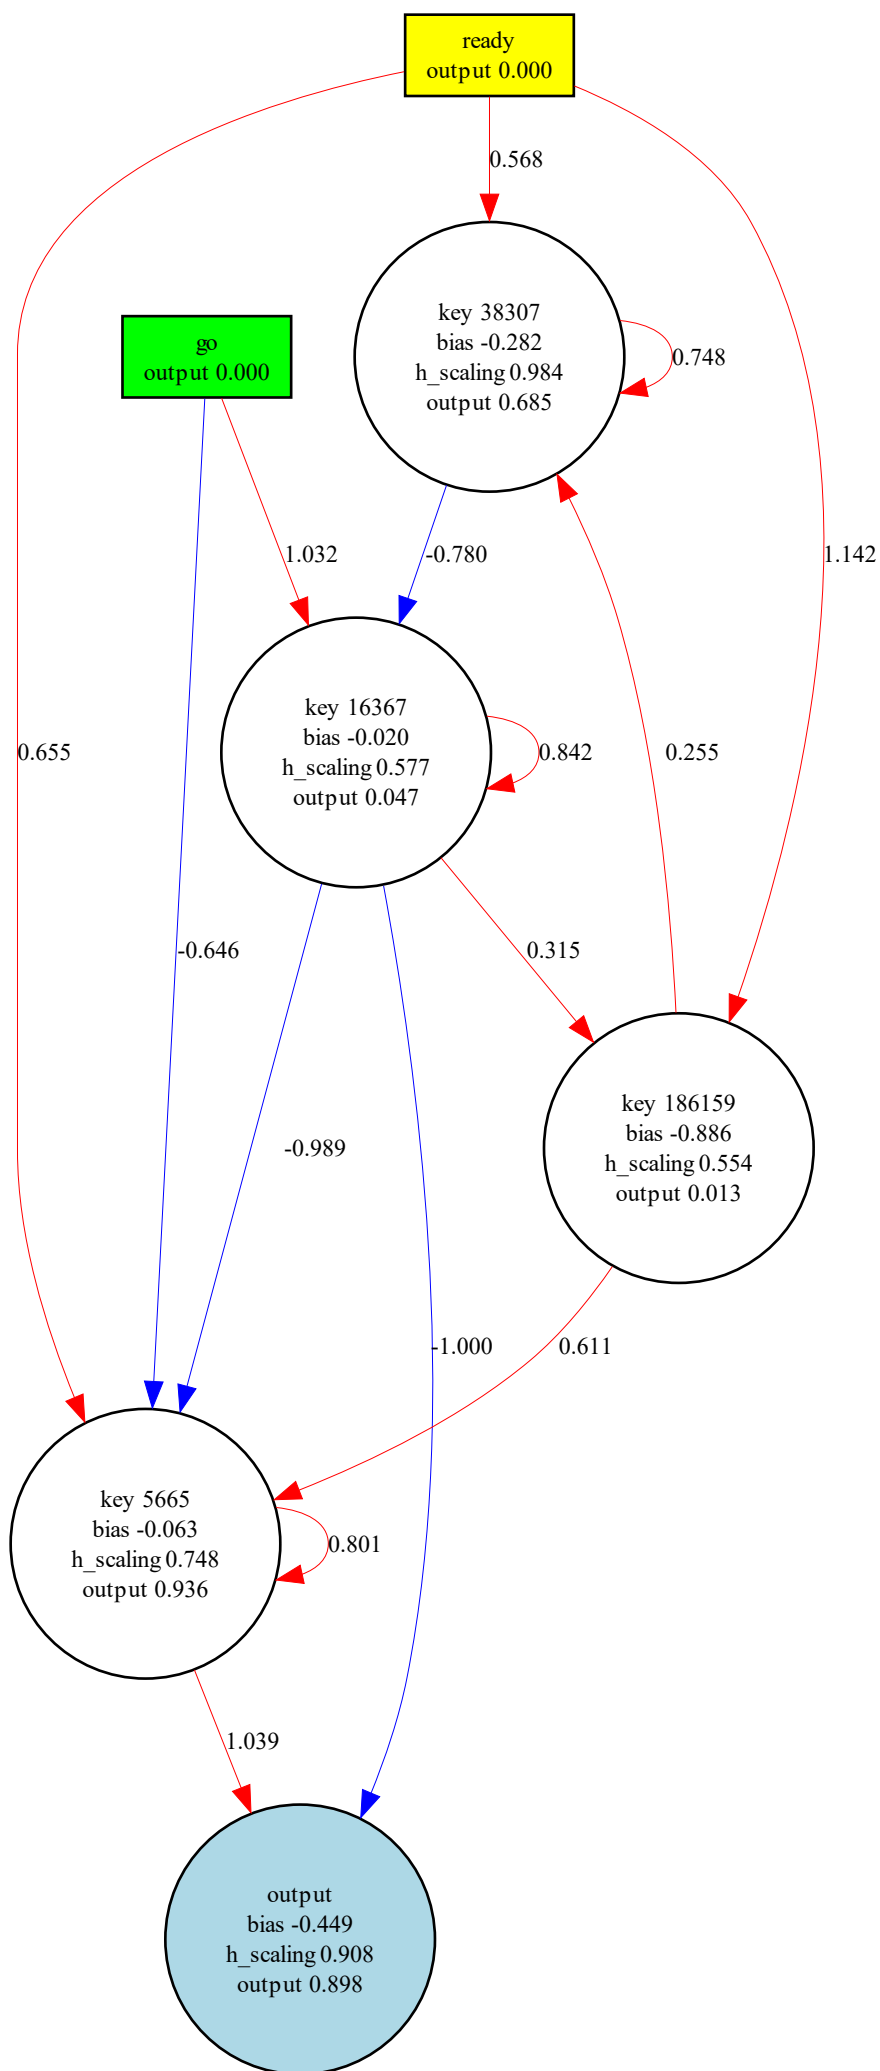 ready
output 0.000
0.568
key 38307
bias -0.282
h_scaling 0.984
output 0.685
0.748
go
output 0.000
1.032
-0.780
1.142
key 16367
bias -0.020
h_scaling 0.577
output 0.047
0.842
0.655
0.255
-0.646
0.315
-0.989
key 186159
bias -0.886
h_scaling 0.554
output 0.013
-1.000
0.611
key 5665
bias -0.063
h_scaling 0.748
output 0.936
0.801
1.039
output
bias -0.449
h_scaling 0.908
output 0.898